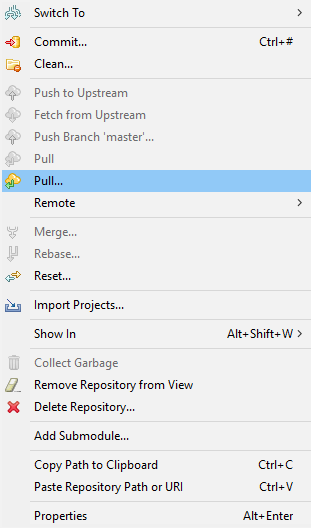 Switch To
Commit... Ctrl+#
Clean...
Push to Upstream
Fetch from Upstream
Push Branch 'master'...
Pull
Pull...
Remote
Merge...
Rebase...
Reset...
Import Projects...
Show In Alt+Shift+W
Collect Garbage
Remove Repository from View
Delete Repository...
Add Submodule...
Copy Path to Clipboard Ctrl+C
Paste Repository Path or URI Ctrl+V
Properties Alt+Enter